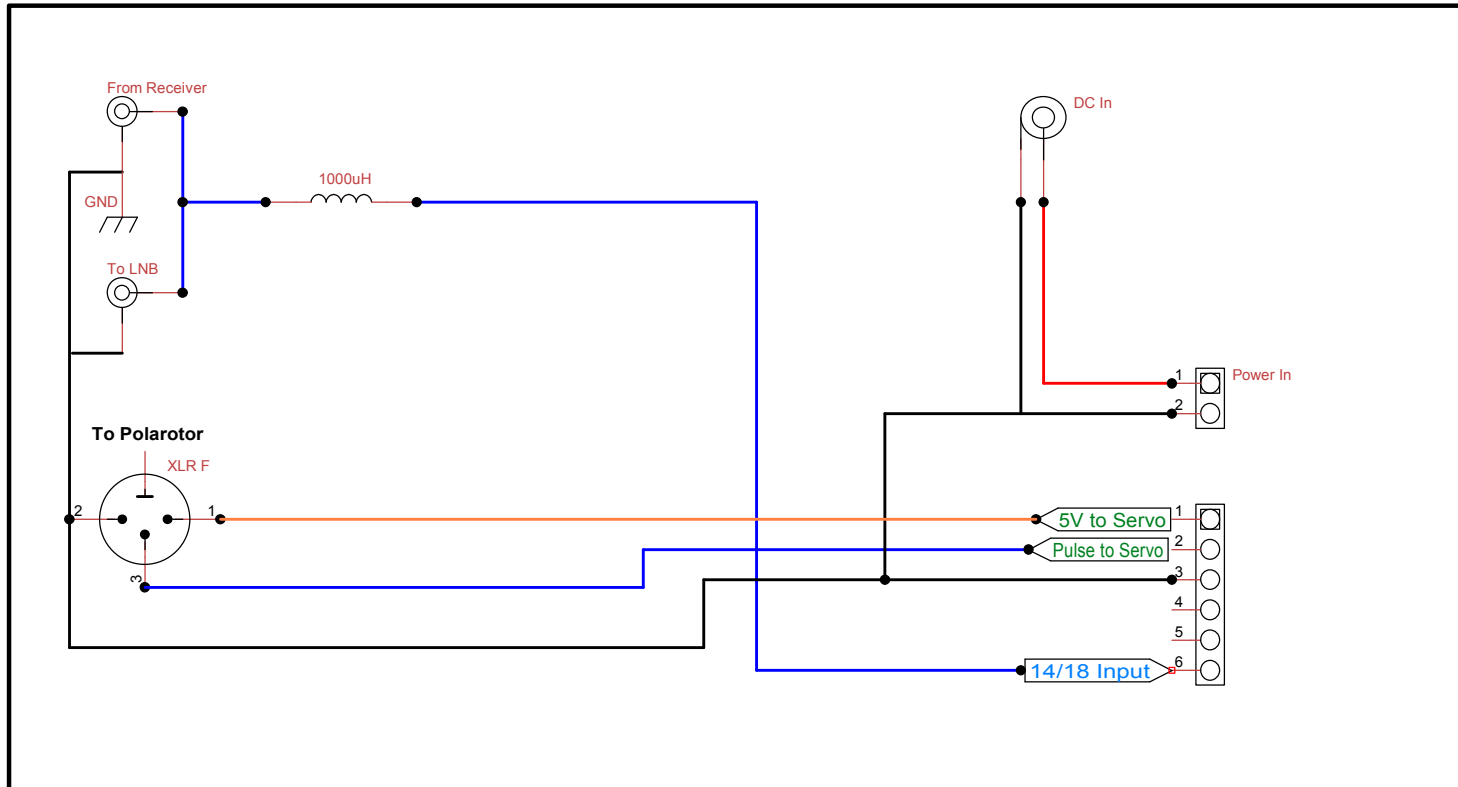 From Receiver
DC In
1000uH
GND
To LNB
1
Power In
2
To Polarotor
XLR F
2
1
3
5V to Servo
1
Pulse to Servo
2
3
4
5
14/18 Input
6